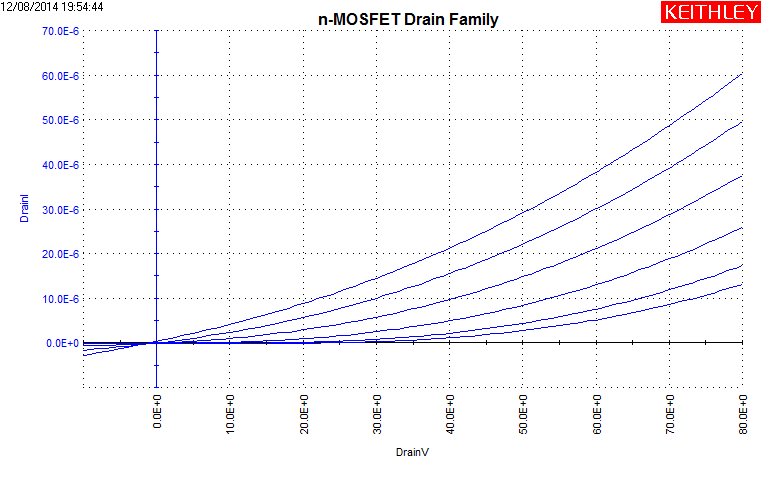 12/08/2014 19:54:44
n-MOSFET Drain Family
KEITHLEY
70.0E-6
60.0E-6
50.0E-6
40.0E-6
30.0E-6
20.0E-6
10.0E-6
0.0E+0
DrainI
0.0E+0
10.0E+0
20.0E+0
30.0E+0
40.0E+0
50.0E+0
60.0E+0
70.0E+0
80.0E+0
DrainV